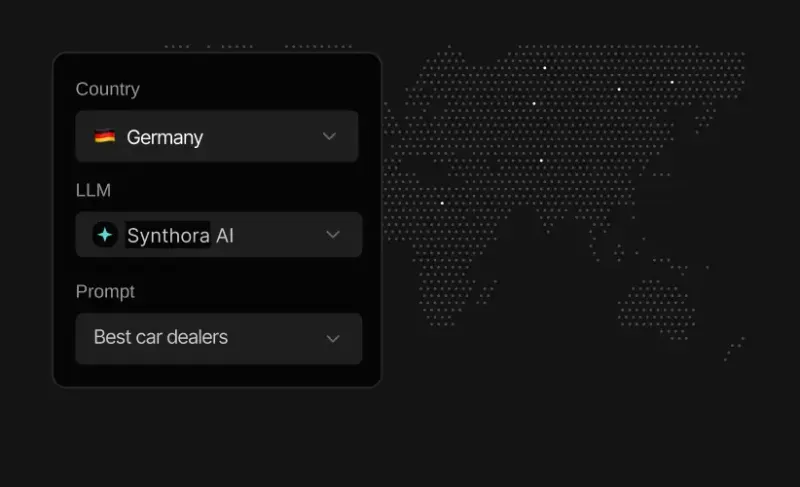 Country
Germany
LLM
Synthora AI
Prompt
Best car dealers